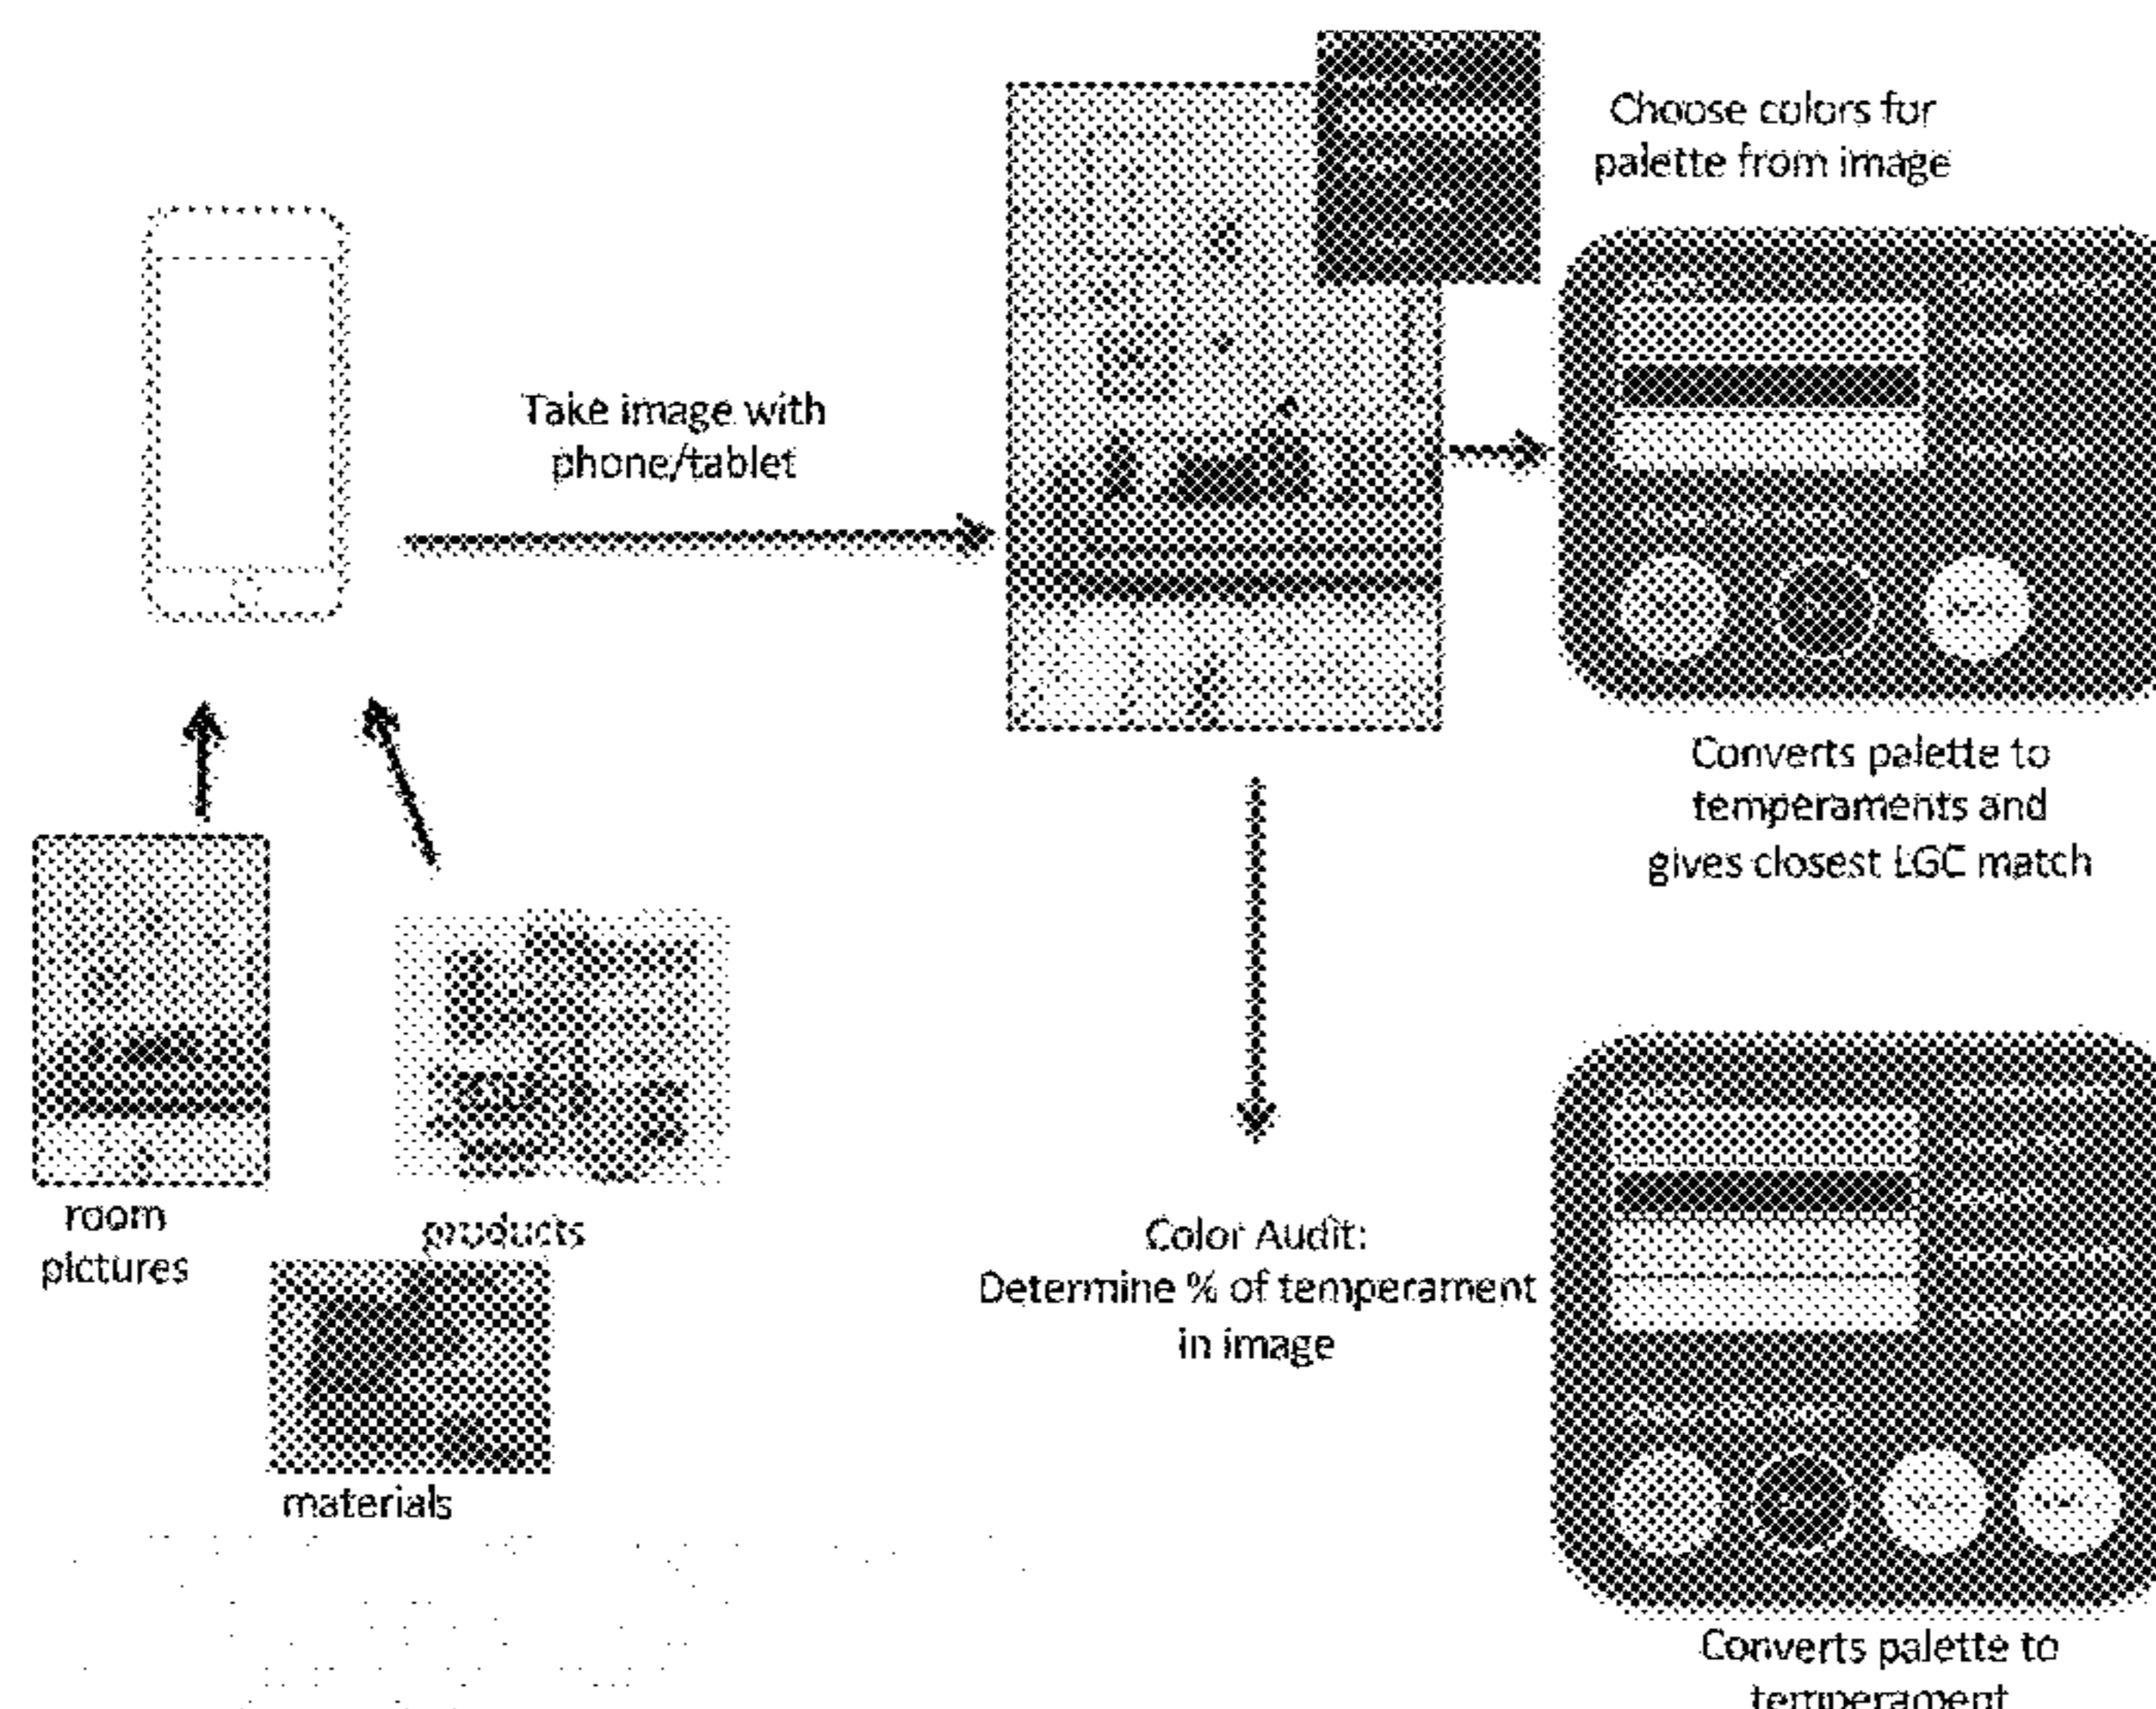 Choose colors for
palette from image
Take image with
phone/tablet
Converts palette to
temperaments and
gives closest LGC match
room
pictures
products
materials
Color Audit:
Determine % of temperament
in image
Converts palette to
temperament